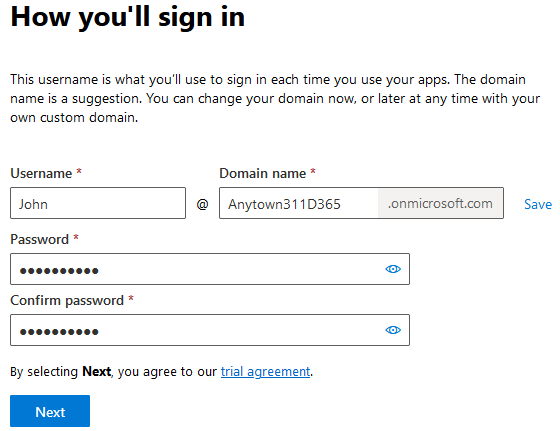 How you'll sign in
This username is what you’ll use to sign in each time you use your apps. The domain
name is a suggestion. You can change your domain now, or later at any time with your
own custom domain.
Username * Domain name *
John @ Anytown311D365 .onmicrosoft.com Save
Password *
●●●●●●●●●●
Confirm password *
●●●●●●●●●●
By selecting Next, you agree to our trial agreement.
Next